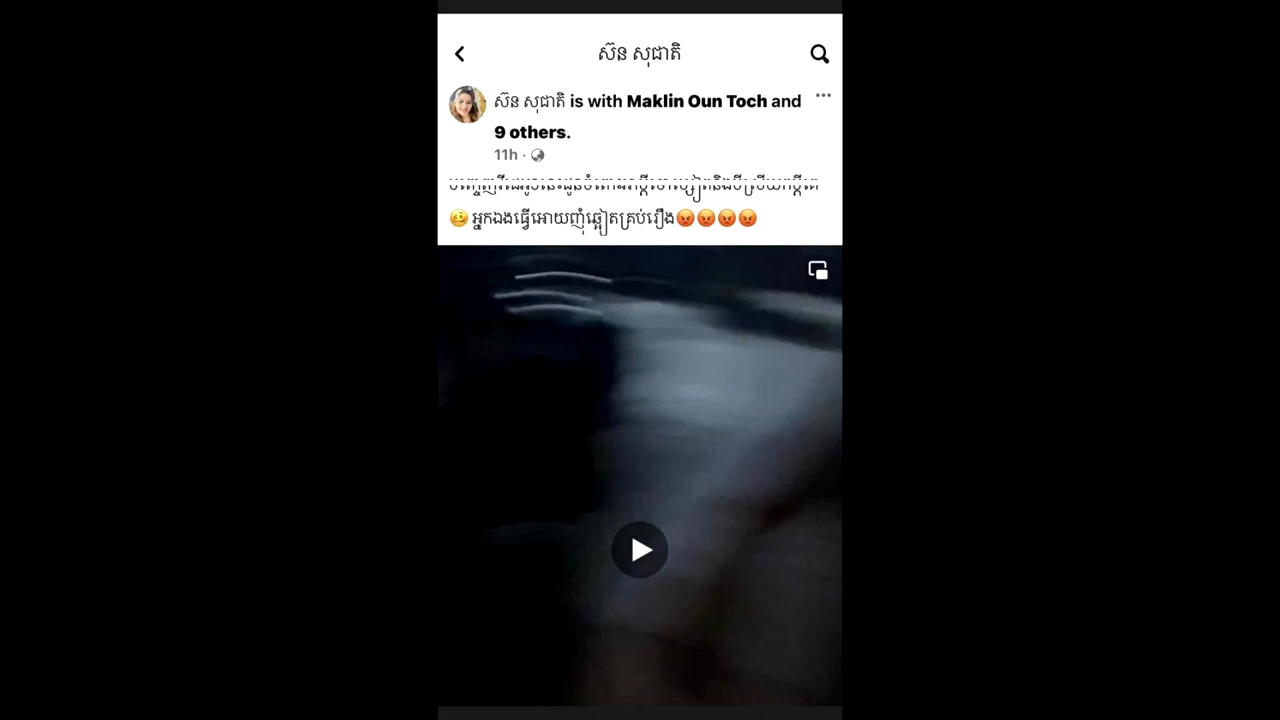 ស៊ន សុជាតិ
ស៊ន សុជាតិ is with Maklin Oun Toch and
9 others.
11h ·
🥴 អ្នកឯងធ្វើអោយញុំឆ្អៀតគ្រប់រឿង😡😡😡😡